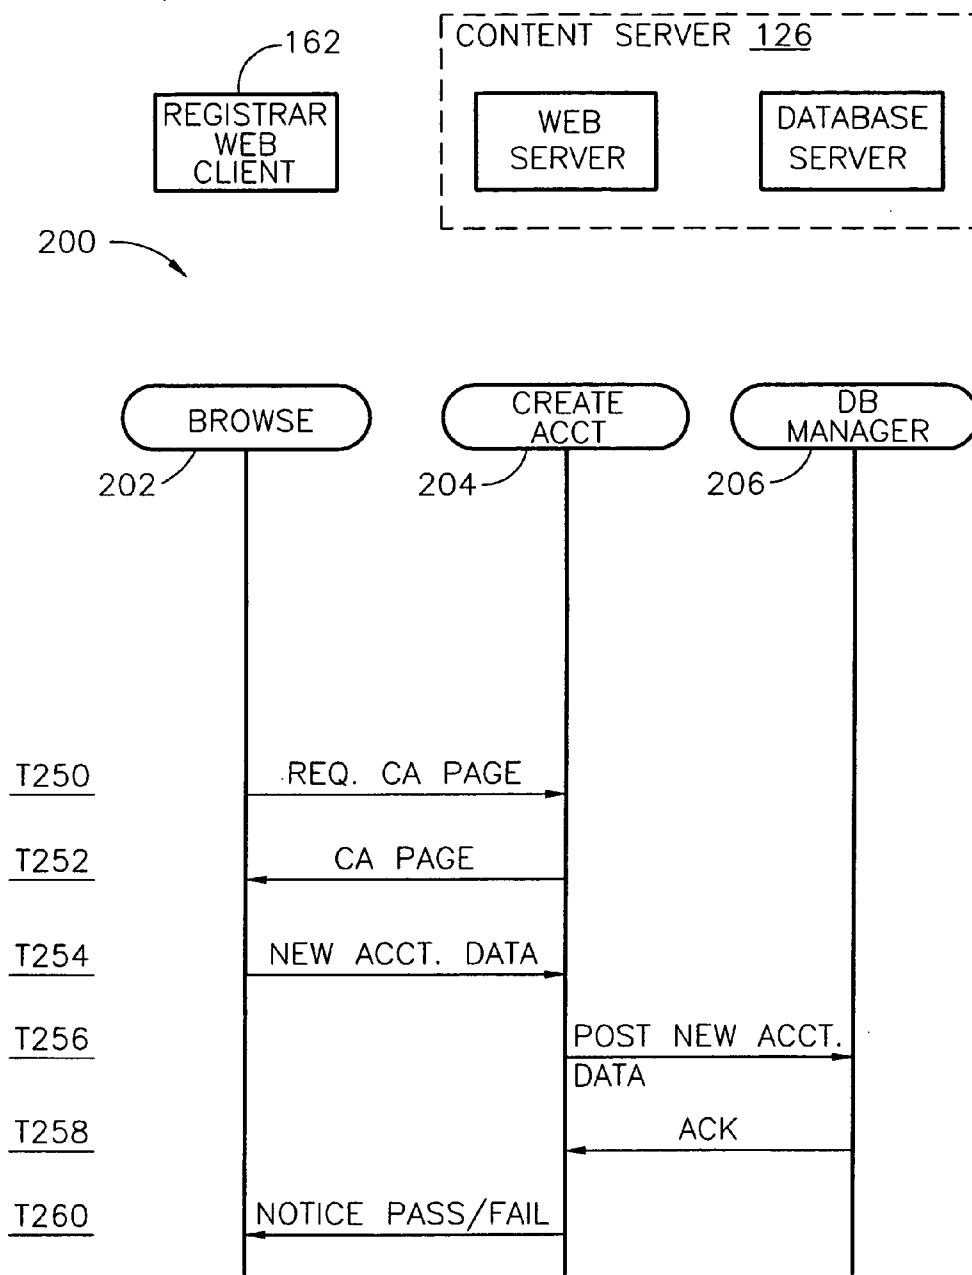 162
CONTENT SERVER 126
REGISTRAR
WEB
CLIENT
WEB
SERVER
DATABASE
SERVER
200
BROWSE
CREATE
ACCT
DB
MANAGER
202
204
206
T250
REQ. CA PAGE
T252
CA PAGE
T254
NEW ACCT. DATA
T256
POST NEW ACCT.
DATA
T258
ACK
T260
NOTICE PASS/FAIL